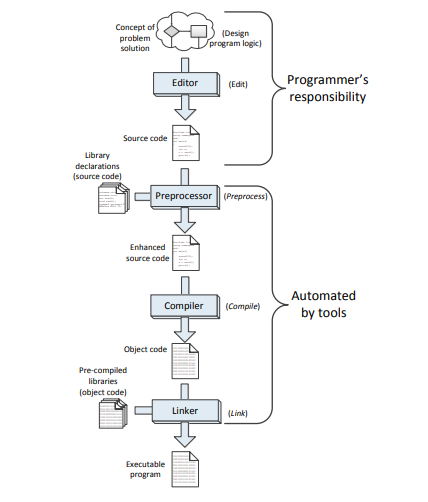 Concept of
problem
solution
(Design
program logic)
Editor
(Edit)
Programmer's
responsibility
Source code
Library
declarations
(source code)
Preprocessor
(Preprocess)
Enhanced
source code
Compiler
(Compile)
Automated
by tools
Object code
Pre-compiled
libraries
(object code)
Linker
(Link)
Executable
program